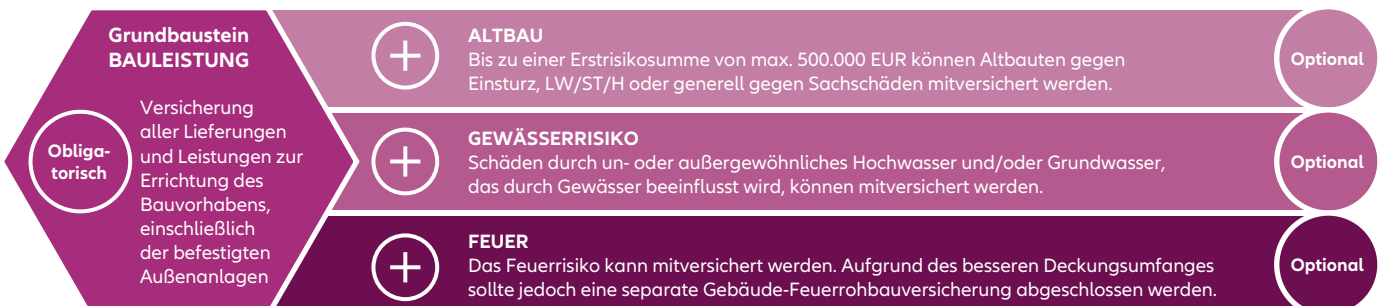 Grundbaustein
BAULEISTUNG
Obliga-
torisch
Versicherung
aller Lieferungen
und Leistungen zur
Errichtung des
Bauvorhabens,
einschließlich
der befestigten
Außenanlagen
ALTBAU
Bis zu einer Erstrisikosumme von max. 500.000 EUR können Altbauten gegen
Einsturz, LW/ST/H oder generell gegen Sachschäden mitversichert werden.
Optional
GEWÄSSERRISIKO
Schäden durch un- oder außergewöhnliches Hochwasser und/oder Grundwasser,
das durch Gewässer beeinflusst wird, können mitversichert werden.
Optional
FEUER
Das Feuerrisiko kann mitversichert werden. Aufgrund des besseren Deckungsumfanges
sollte jedoch eine separate Gebäude-Feuerrohbauversicherung abgeschlossen werden.
Optional